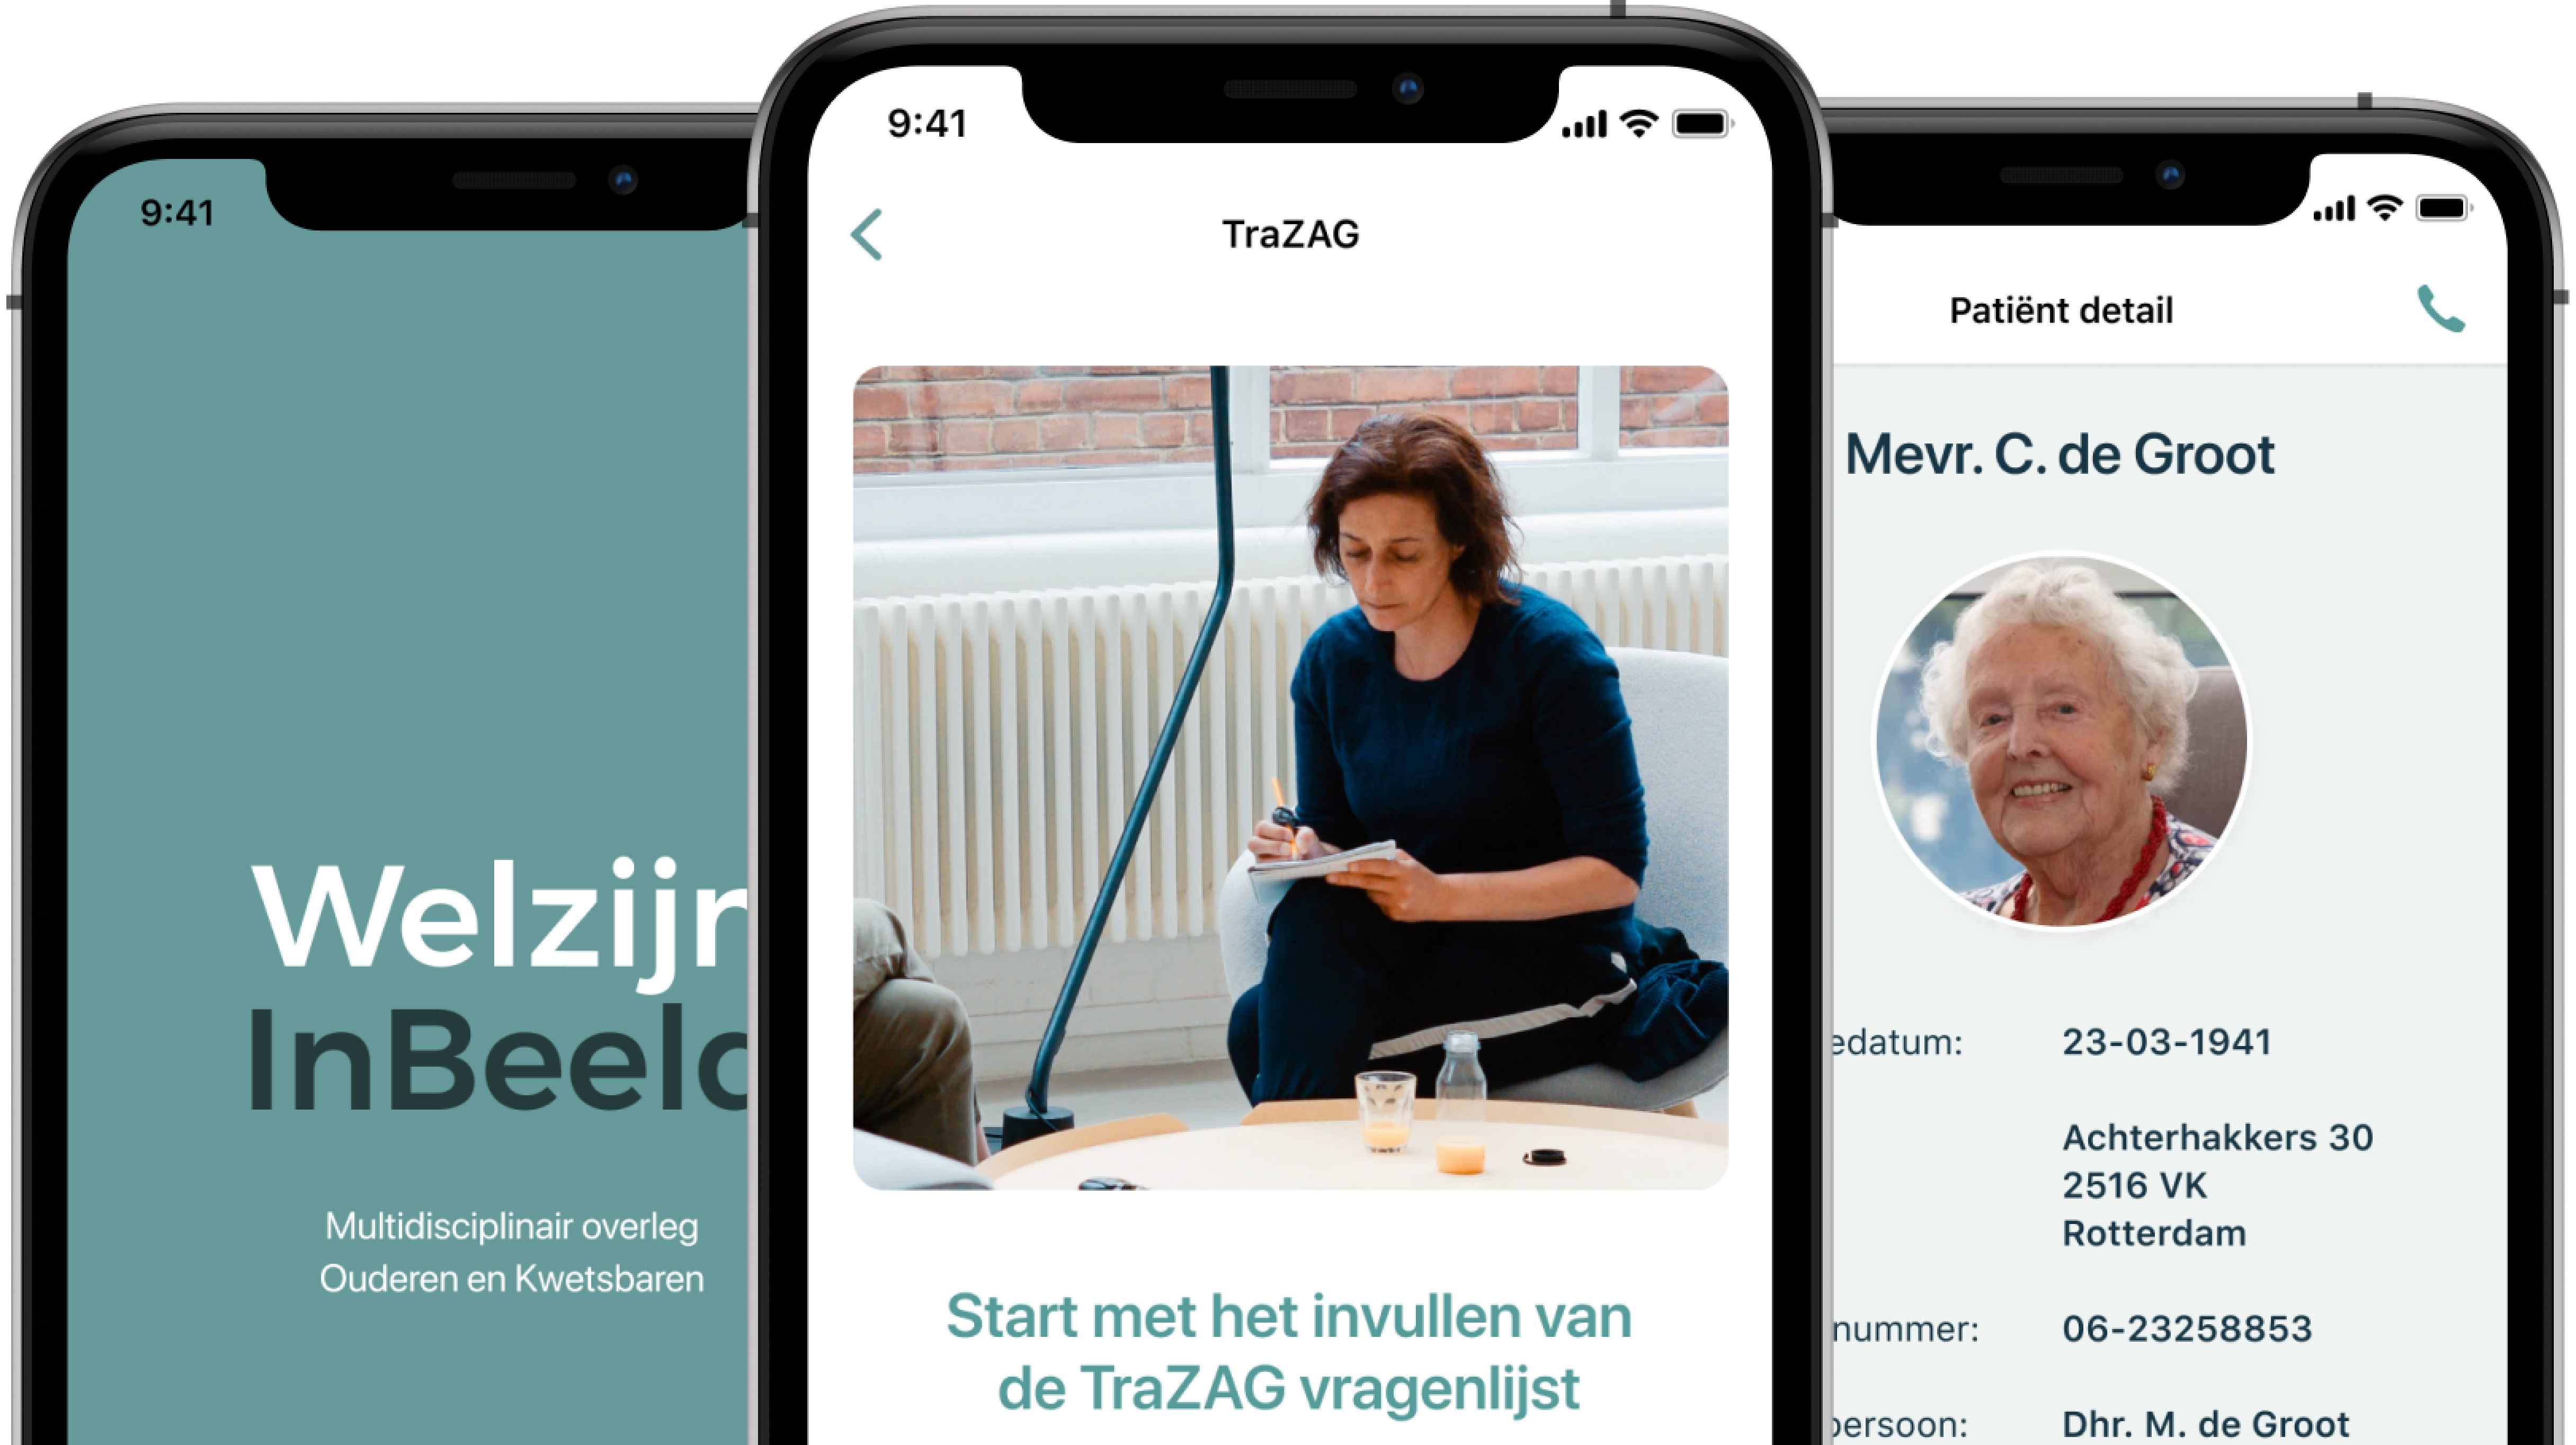 9:41
Welzijn
InBeeld
Multidisciplinair overleg
Ouderen en Kwetsbaren
9:41
TraZAG
Start met het invullen van
de TraZAG vragenlijst
Patiënt detail
Mevr. C. de Groot
edatum: 23-03-1941
Achterhakkers 30
2516 VK
Rotterdam
nummer: 06-23258853
persoon: Dhr. M. de Groot